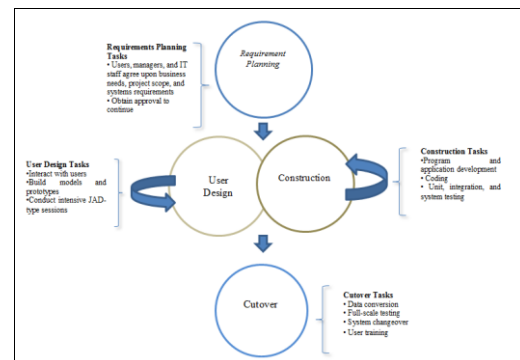 Requirements Planning
Tasks
• Users, managers, and IT
staff agree upon business
needs, project scope, and
systems requirements
• Obtain approval to
continue
Requirement
Planning
User Design Tasks
•Interact with users
•Build models and
prototypes
•Conduct intensive JAD-
type sessions
User
Design
Construction
Construction Tasks
•Program and
application development
• Coding
• Unit, integration, and
system testing
Cutover
Cutover Tasks
• Data conversion
• Full-scale testing
• System changeover
• User training